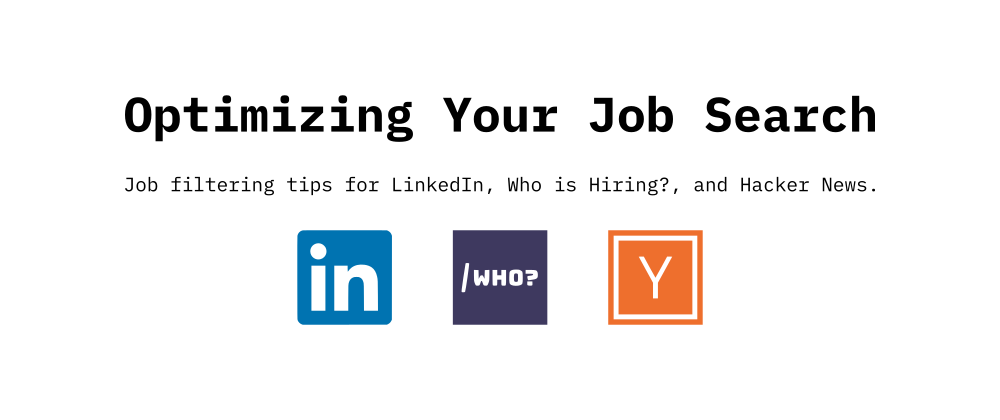 Optimizing Your Job Search
Job filtering tips for LinkedIn, Who is Hiring?, and Hacker News.
in /WHO? Y